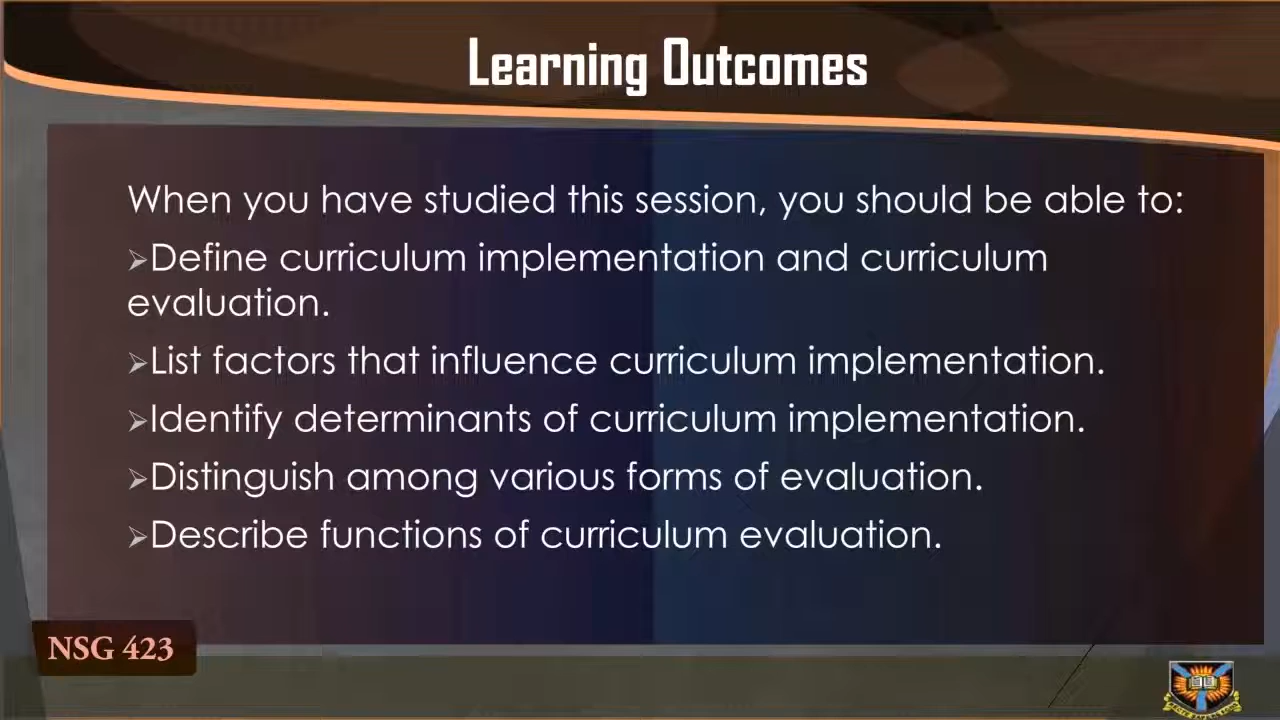 Learning Outcomes
When you have studied this session, you should be able to:
➢Define curriculum implementation and curriculum
evaluation.
➢List factors that influence curriculum implementation.
➢Identify determinants of curriculum implementation.
➢Distinguish among various forms of evaluation.
➢Describe functions of curriculum evaluation.
NSG 423